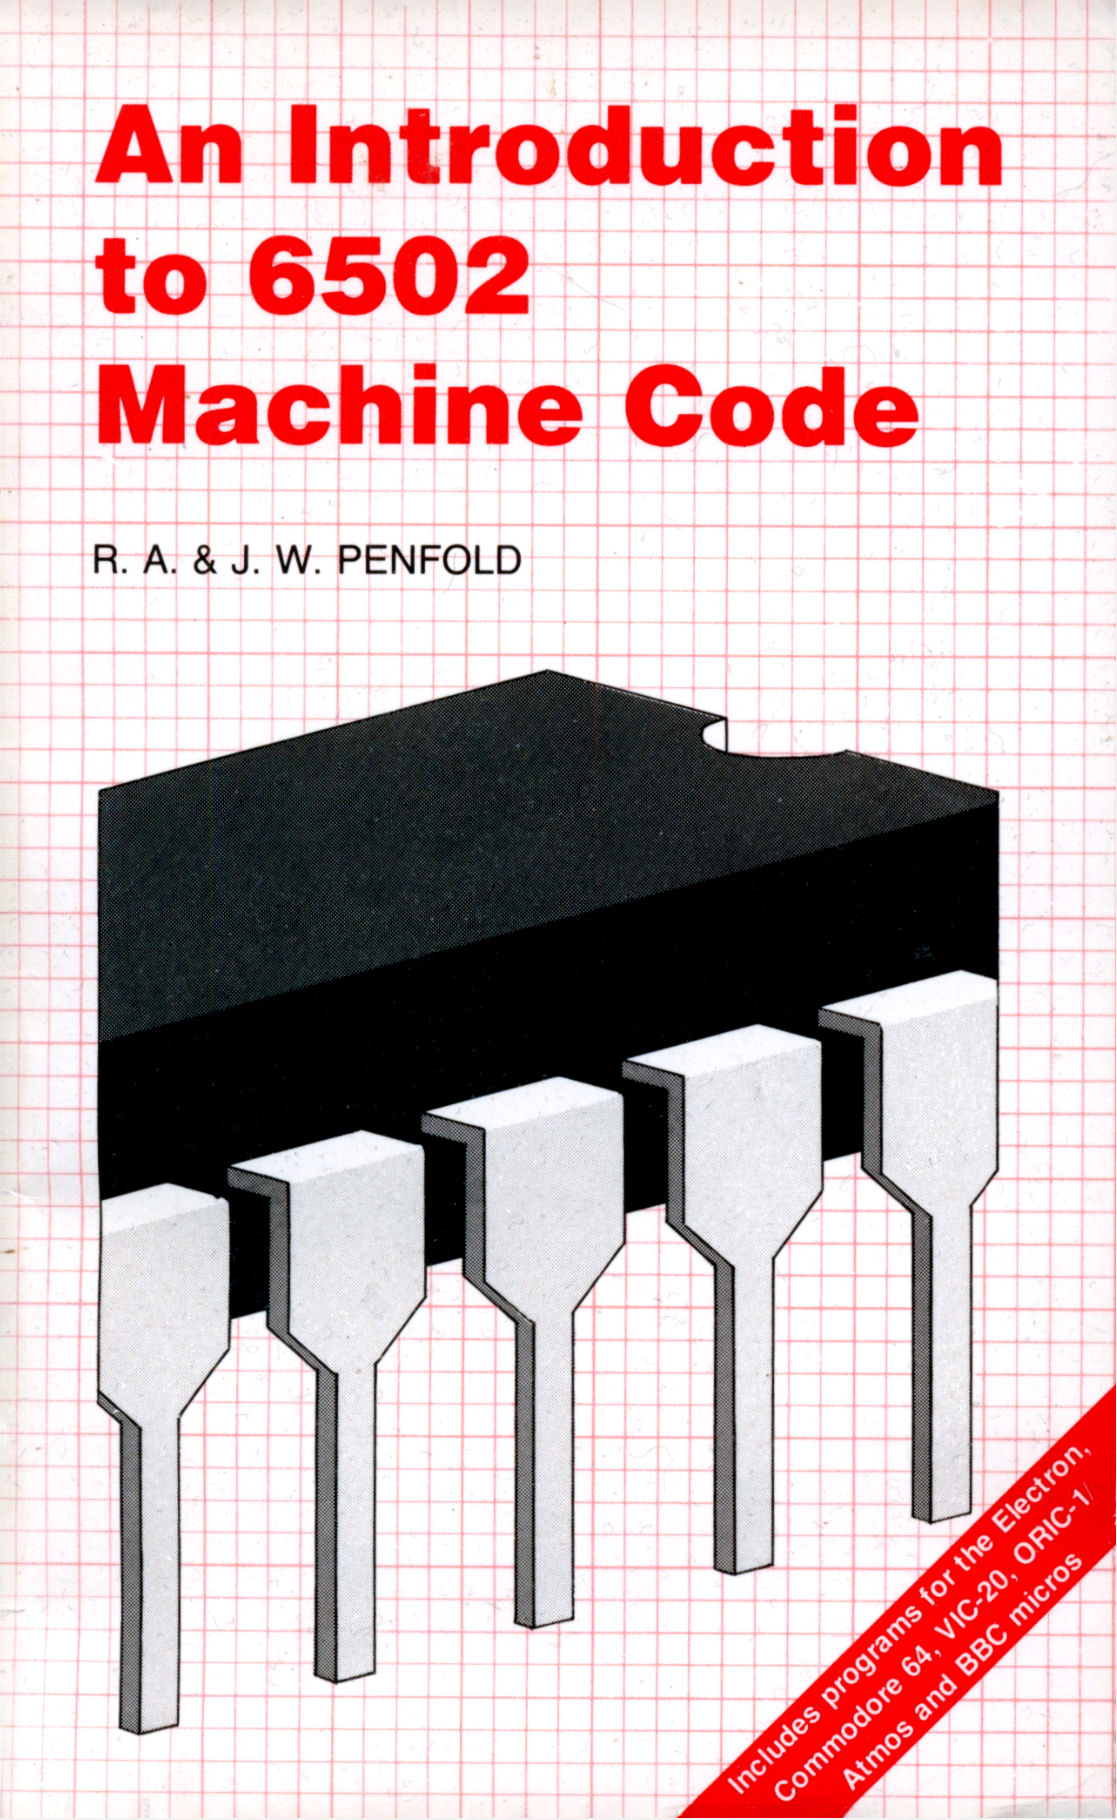 An Introduction
to 6502
Machine Code
R. A. & J. W. PENFOLD
Includes programs for the Electron,
Commodore 64, VIC-20, ORIC-1/
Atmos and BBC micros